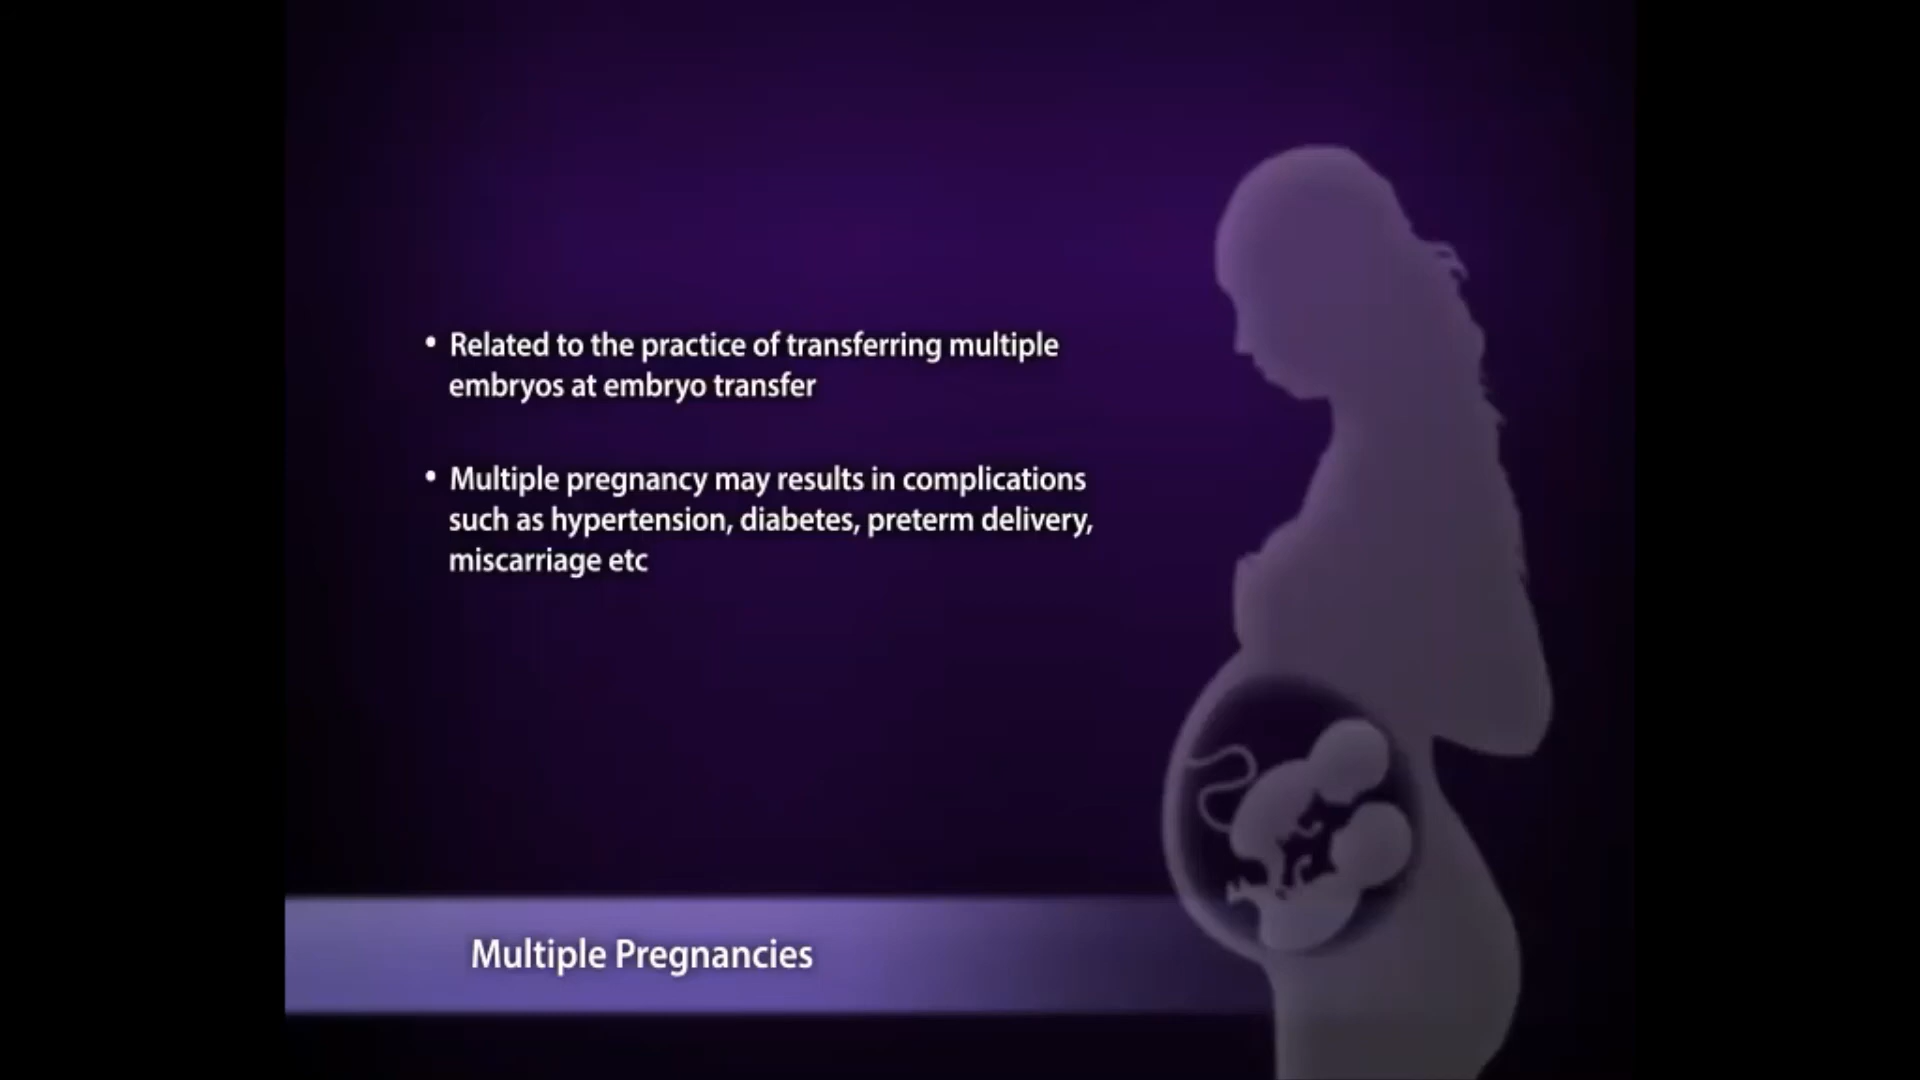 • Related to the practice of transferring multiple
embryos at embryo transfer
• Multiple pregnancy may results in complications
such as hypertension, diabetes, preterm delivery,
miscarriage etc
Multiple Pregnancies